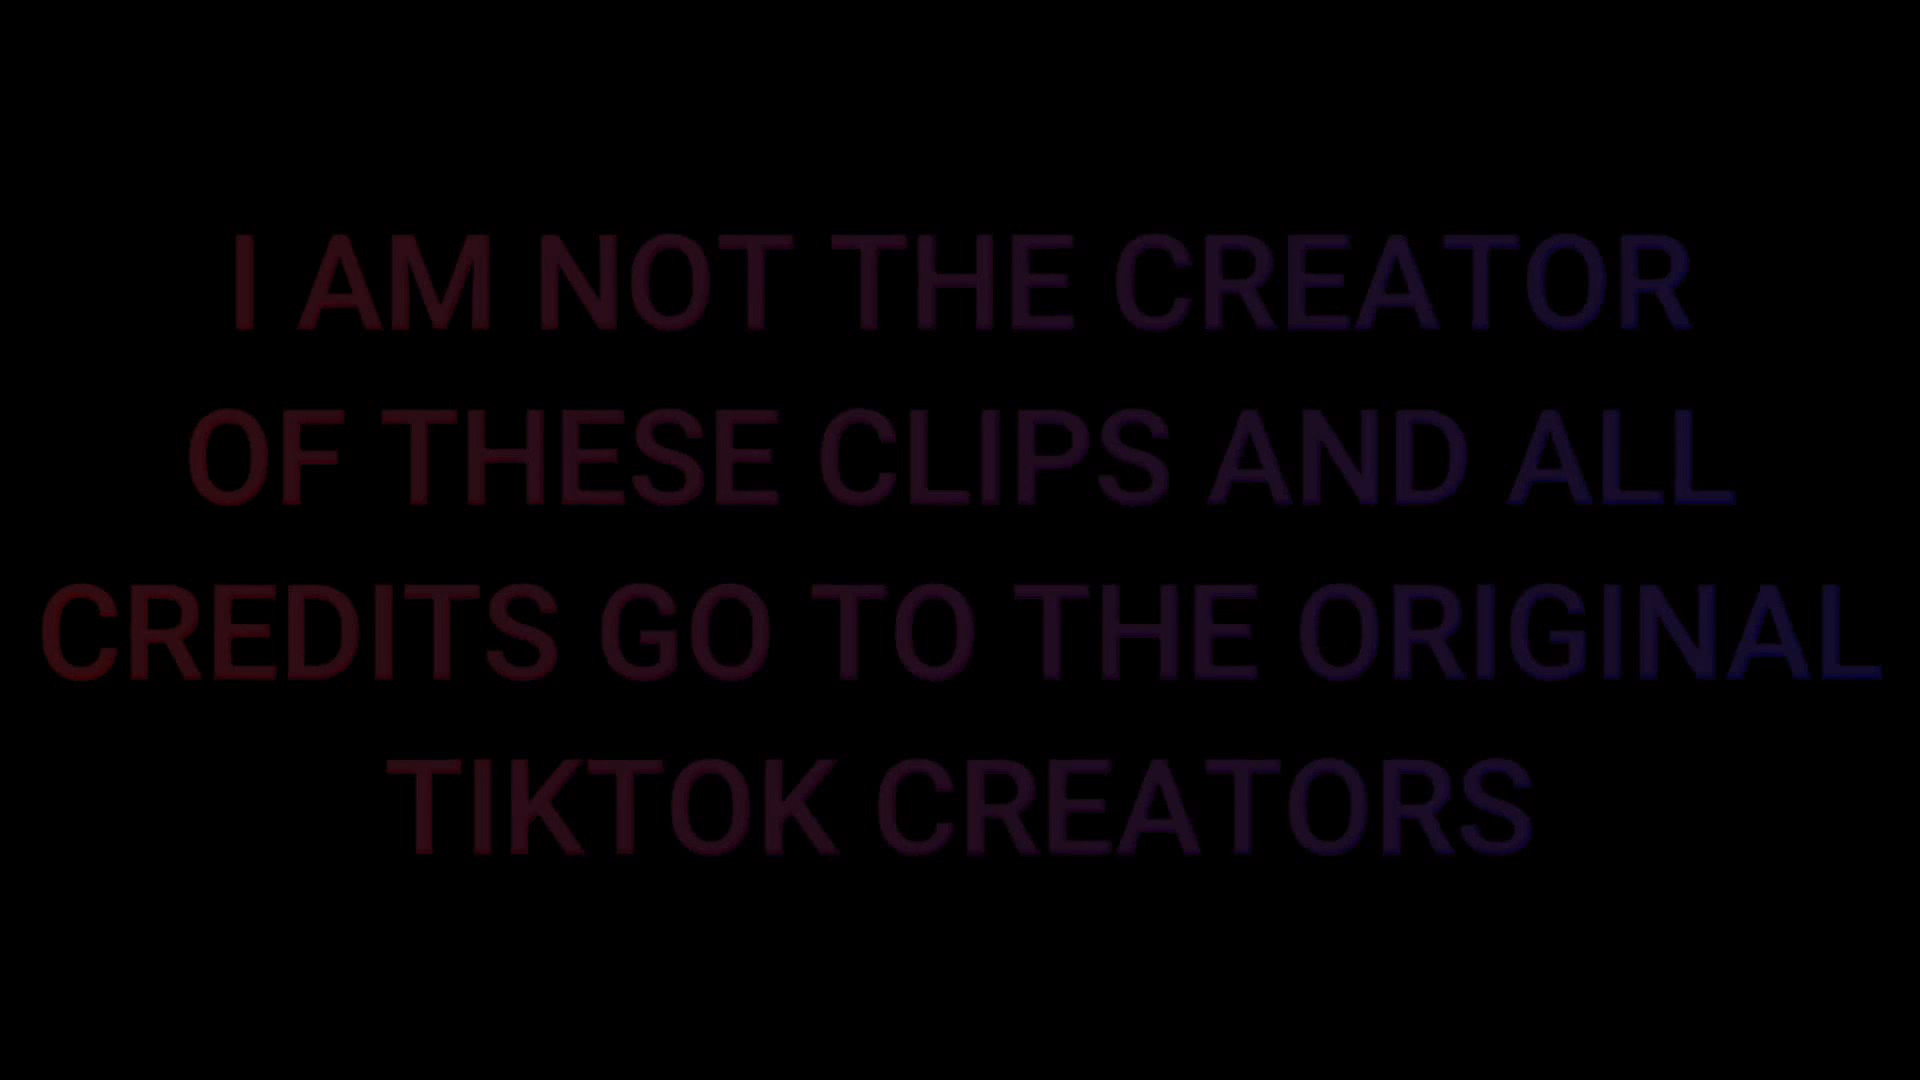 I AM NOT THE CREATOR
OF THESE CLIPS AND ALL
CREDITS GO TO THE ORIGINAL
TIKTOK CREATORS